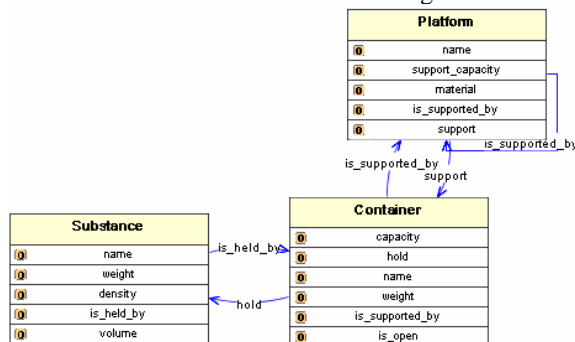 Platform
name
support_capacity
material
is_supported_by
support
is_supported_by
is_supported_by
support
Container
capacity
hold
name
weight
is_supported_by
is_open
Substance
name
weight
density
is_held_by
volume
is_held_by
hold